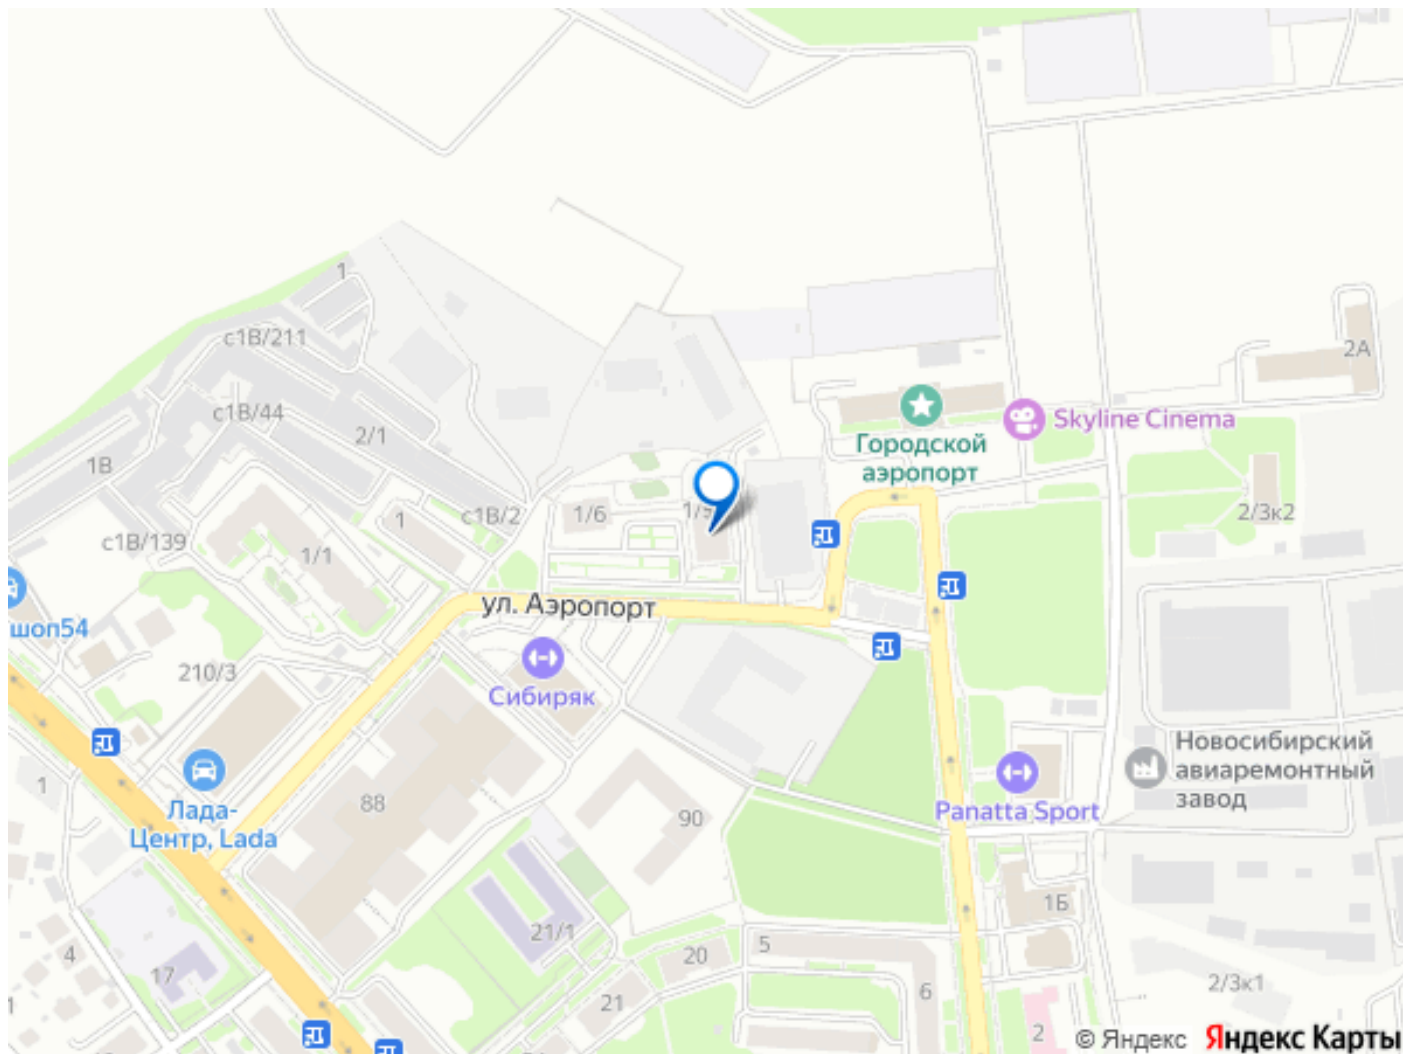 1
с1В/211
2А
с1В/44
Skyline Cinema
2/1
Городской
аэропорт
1В
1/6
1
с1В/2
2/3к2
с1В/139
1/1
ул. Аэропорт
шоп54
210/3
Сибиряк
Новосибирский
авиаремонтный
завод
1
Лада-
Центр, Lada
88
90
Panatta Sport
1Б
21/1
4
17
20
5
21
6
2/3к1
2
© Яндекс Яндекс Карты